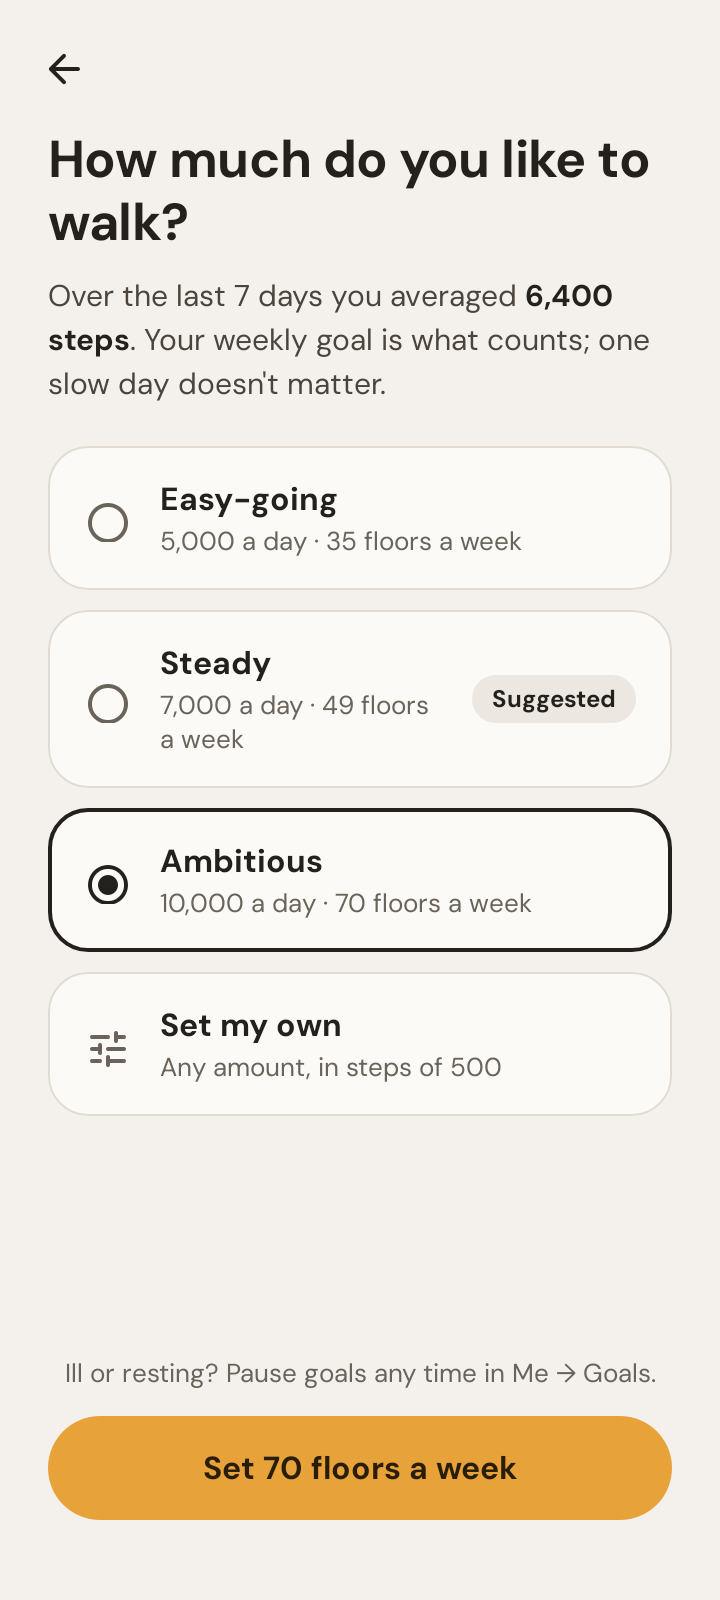 How much do you like to
walk?
Over the last 7 days you averaged 6,400
steps. Your weekly goal is what counts; one
slow day doesn't matter.
Easy-going
5,000 a day · 35 floors a week
Steady
7,000 a day · 49 floors
a week
Suggested
Ambitious
10,000 a day · 70 floors a week
Set my own
Any amount, in steps of 500
Ill or resting? Pause goals any time in Me → Goals.
Set 70 floors a week